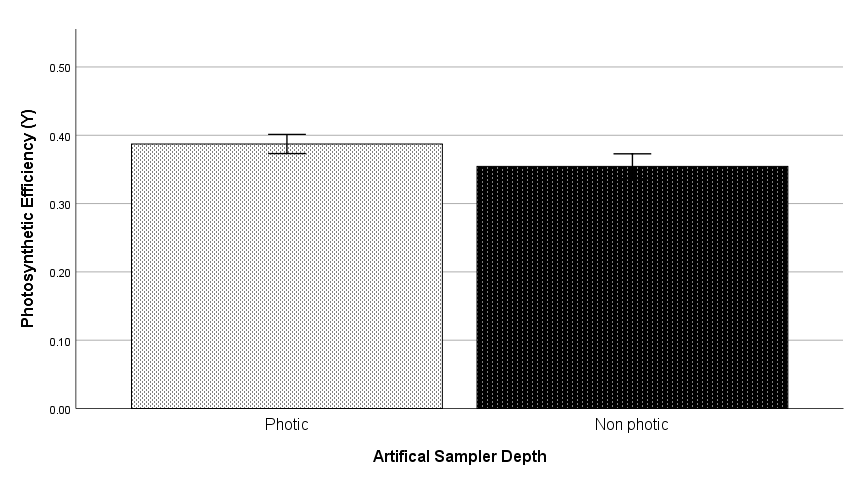 Photosynthetic Efficiency (Y)
0.50
0.40
0.30
0.20
0.10
0.00
Photic
Non photic
Artifical Sampler Depth